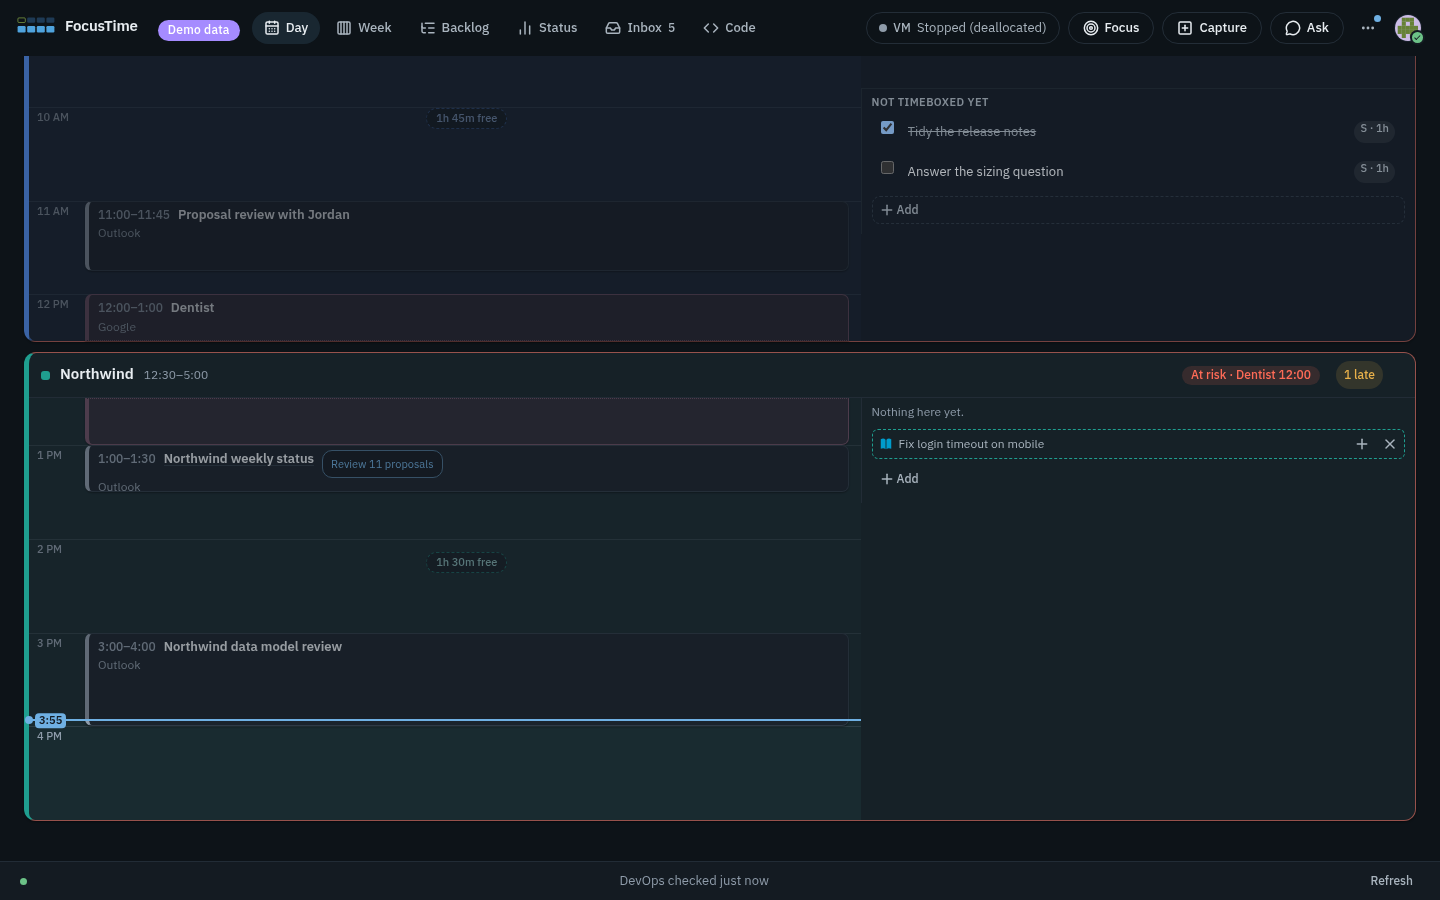 FocusTime
Demo data
Day
Week
Backlog
Status
Inbox 5
Code
VM Stopped (deallocated)
Focus
Capture
Ask
10 AM
1h 45m free
11 AM
11:00–11:45 Proposal review with Jordan
Outlook
12 PM
12:00–1:00 Dentist
Google
NOT TIMEBOXED YET
Tidy the release notes
S · 1h
Answer the sizing question
S · 1h
+ Add
Northwind 12:30–5:00
At risk · Dentist 12:00
1 late
1 PM
1:00–1:30 Northwind weekly status
Review 11 proposals
Outlook
2 PM
1h 30m free
3 PM
3:00–4:00 Northwind data model review
Outlook
3:55
4 PM
Nothing here yet.
Fix login timeout on mobile
+ Add
DevOps checked just now
Refresh